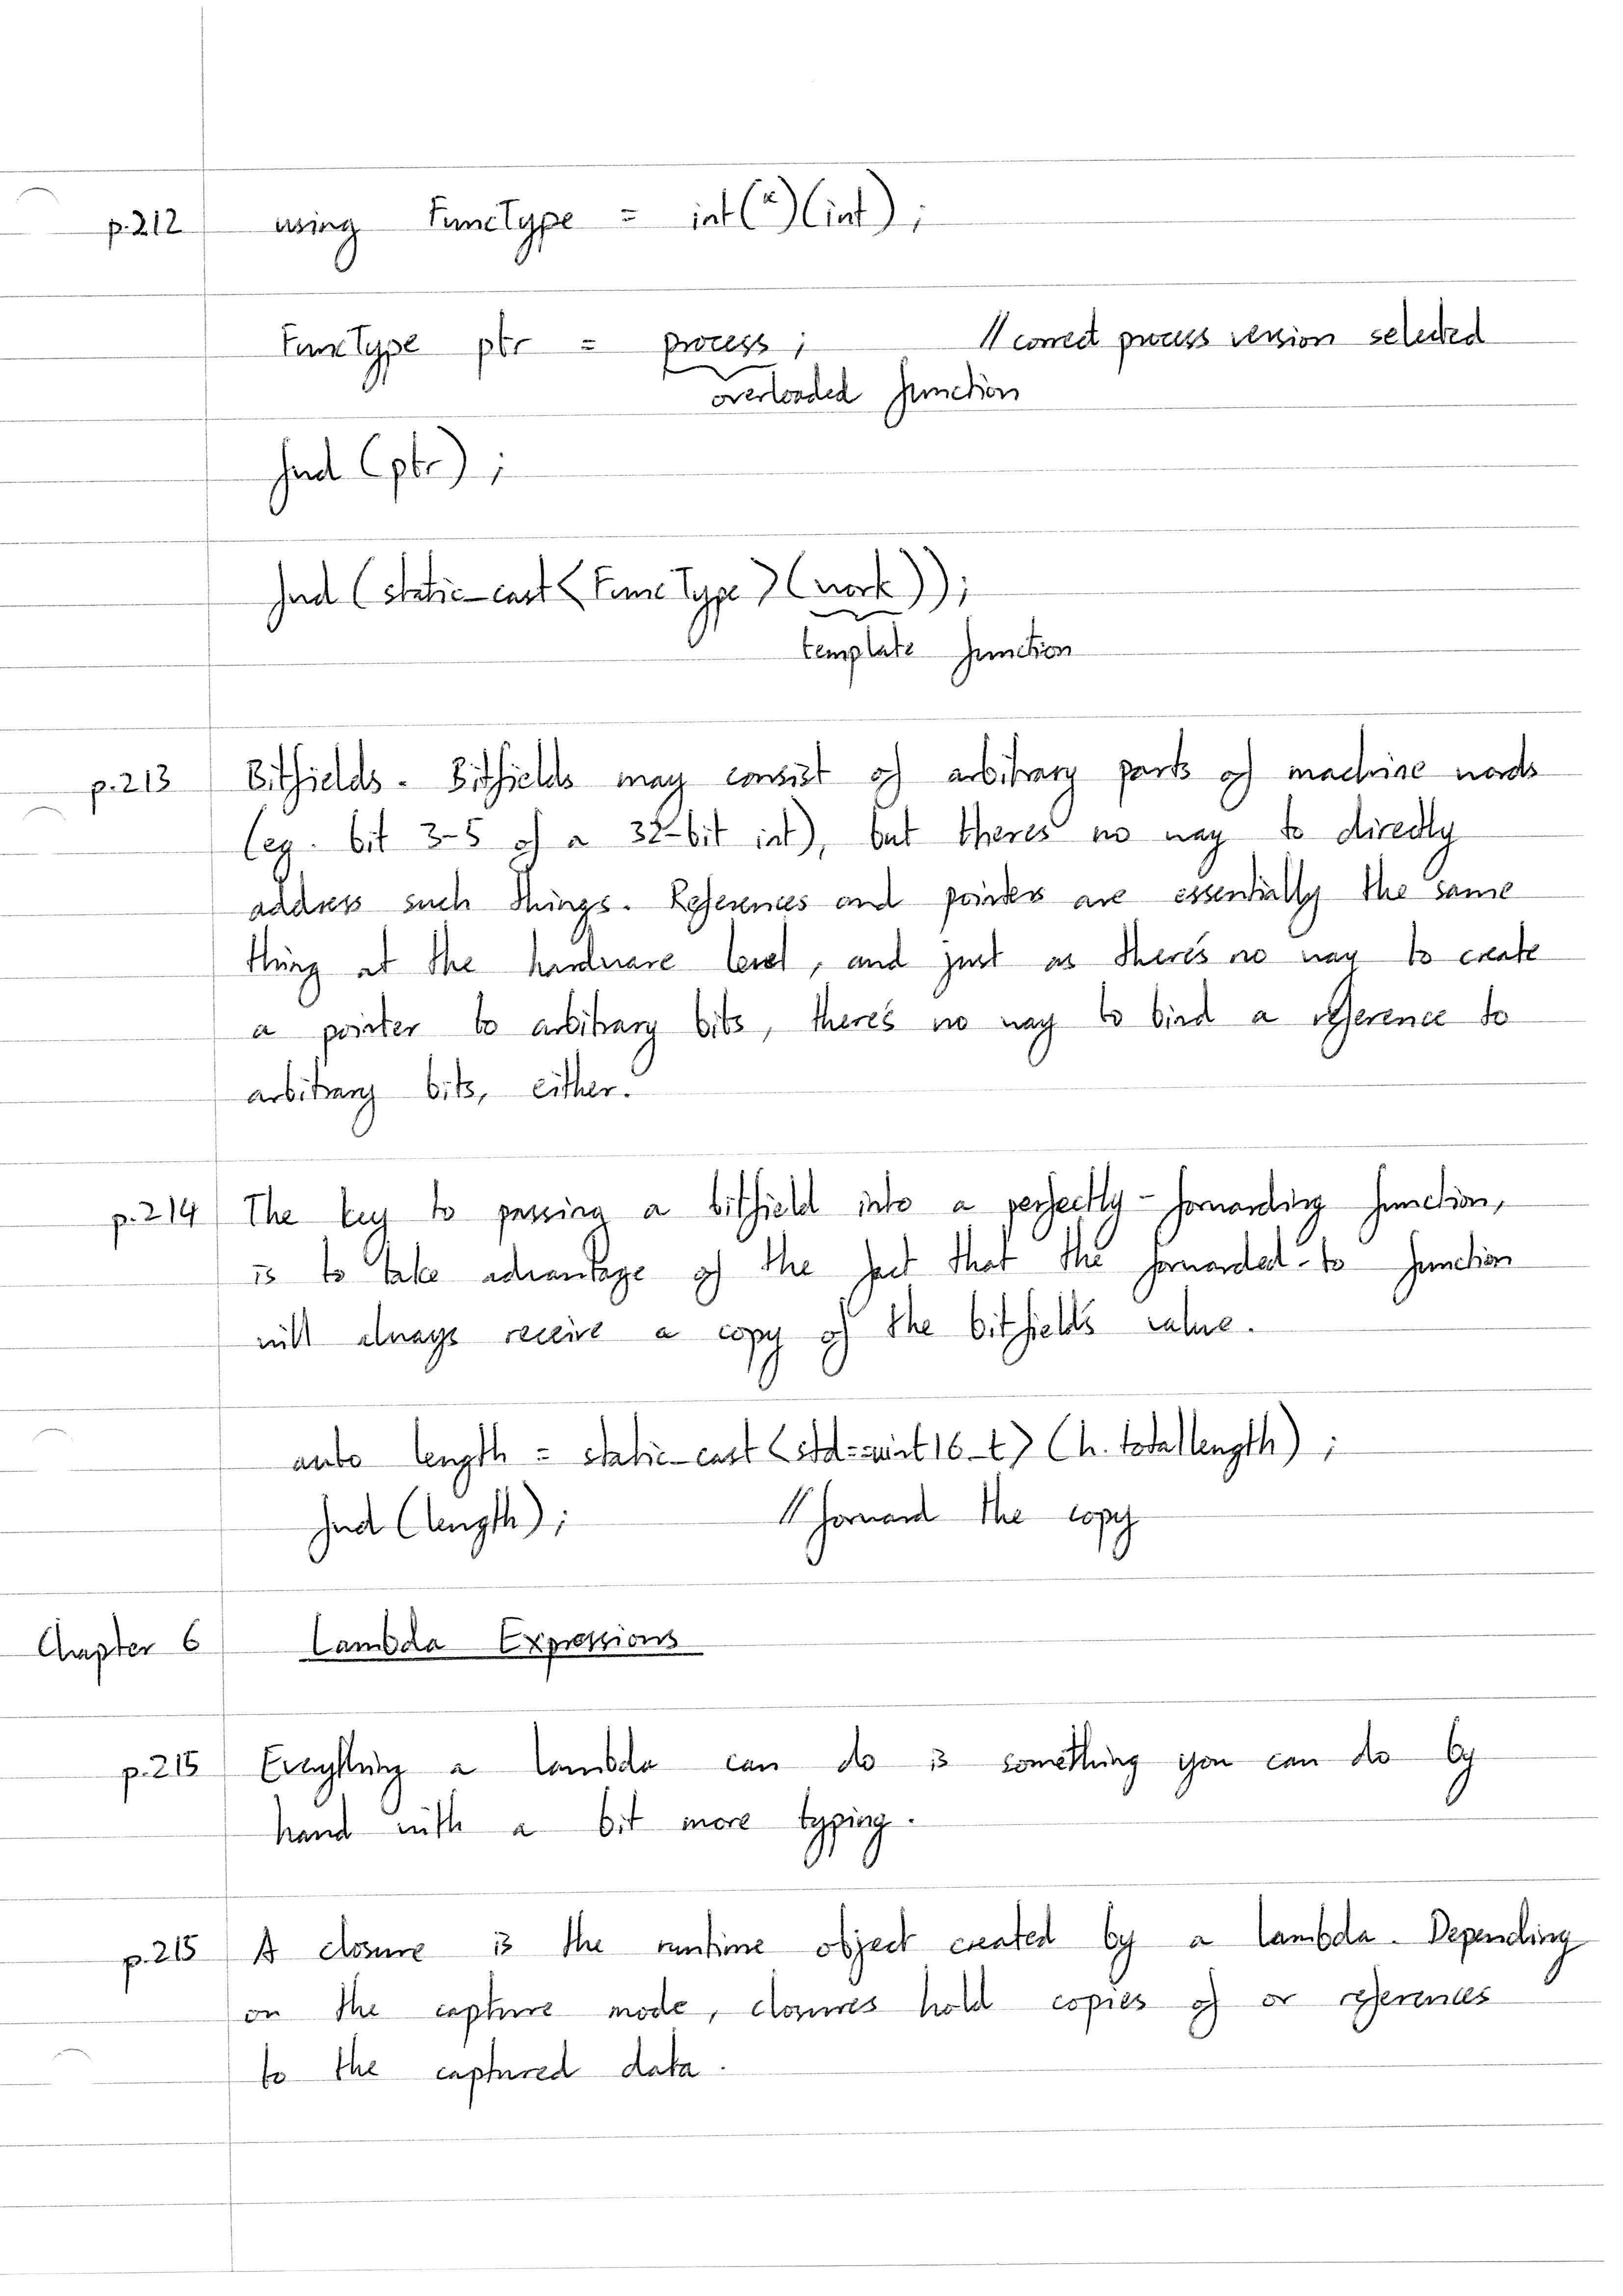 p.212 using FuncType = int(*)(int);
FuncType ptr = process; // correct process version selected
overloaded function
fwd (ptr);
fwd (static_cast<FuncType>(work));
template function
p.213 Bitfields. Bitfields may consist of arbitrary parts of machine words
(eg. bit 3-5 of a 32-bit int), but there's no way to directly
address such things. References and pointers are essentially the same
thing at the hardware level, and just as there's no way to create
a pointer to arbitrary bits, there's no way to bind a reference to
arbitrary bits, either.
p.214 The key to passing a bitfield into a perfectly-forwarding function,
is to take advantage of the fact that the forwarded-to function
will always receive a copy of the bitfield's value.
auto length = static_cast<std::uint16_t>(h.totallength);
fwd (length); // forward the copy
Chapter 6 Lambda Expressions
p.215 Everything a lambda can do is something you can do by
hand with a bit more typing.
p.215 A closure is the runtime object created by a lambda. Depending
on the capture mode, closures hold copies of or references
to the captured data.